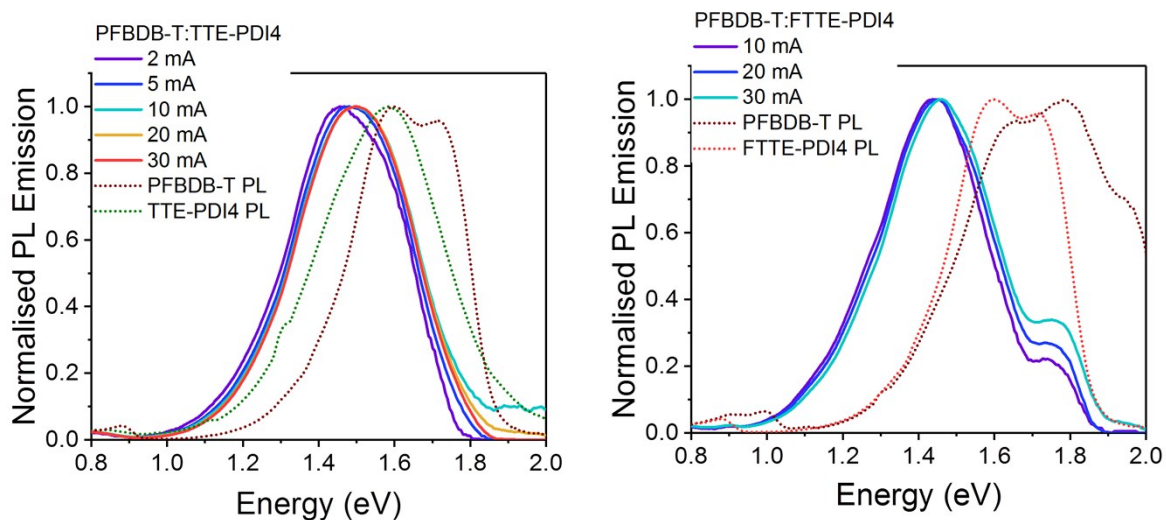 PFBDB-T:TTE-PDI4
2 mA
5 mA
10 mA
20 mA
30 mA
PFBDB-T PL
TTE-PDI4 PL
Normalised PL Emission
1.0
0.8
0.6
0.4
0.2
0.0
0.8 1.0 1.2 1.4 1.6 1.8 2.0
Energy (eV)
PFBDB-T:FTTE-PDI4
10 mA
20 mA
30 mA
PFBDB-T PL
FTTE-PDI4 PL
Normalised PL Emission
1.0
0.8
0.6
0.4
0.2
0.0
0.8 1.0 1.2 1.4 1.6 1.8 2.0
Energy (eV)